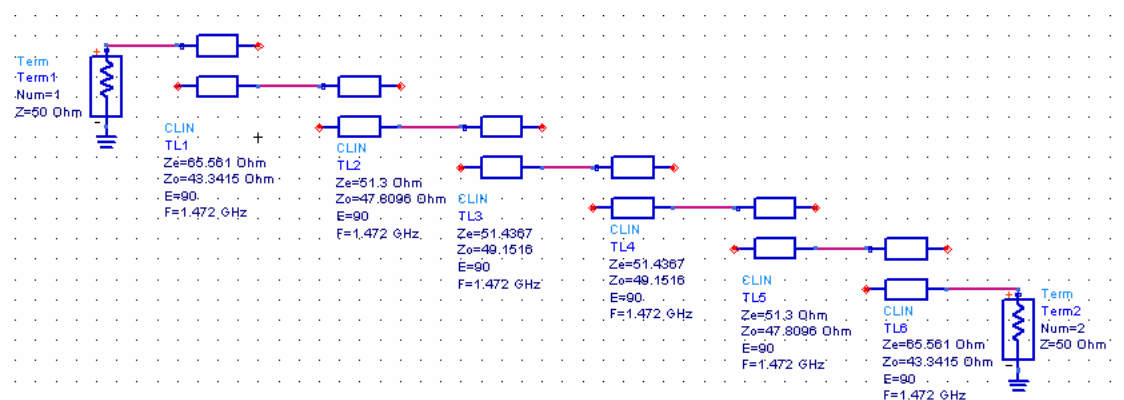 Term
Term1
Num=1
Z=50 Ohm
+
-
CLIN
TL1
Ze=65.561 Ohm
Zo=43.3415 Ohm
E=90
F=1.472 GHz
CLIN
TL2
Ze=51.3 Ohm
Zo=47.8096 Ohm
E=90
F=1.472 GHz
CLIN
TL3
Ze=51.4367
Zo=49.1516
E=90
F=1.472 GHz
CLIN
TL4
Ze=51.4367
Zo=49.1516
E=90
F=1.472 GHz
CLIN
TL5
Ze=51.3 Ohm
Zo=47.8096 Ohm
E=90
F=1.472 GHz
CLIN
TL6
Ze=65.561 Ohm
Zo=43.3415 Ohm
E=90
F=1.472 GHz
+
-
Term
Term2
Num=2
Z=50 Ohm